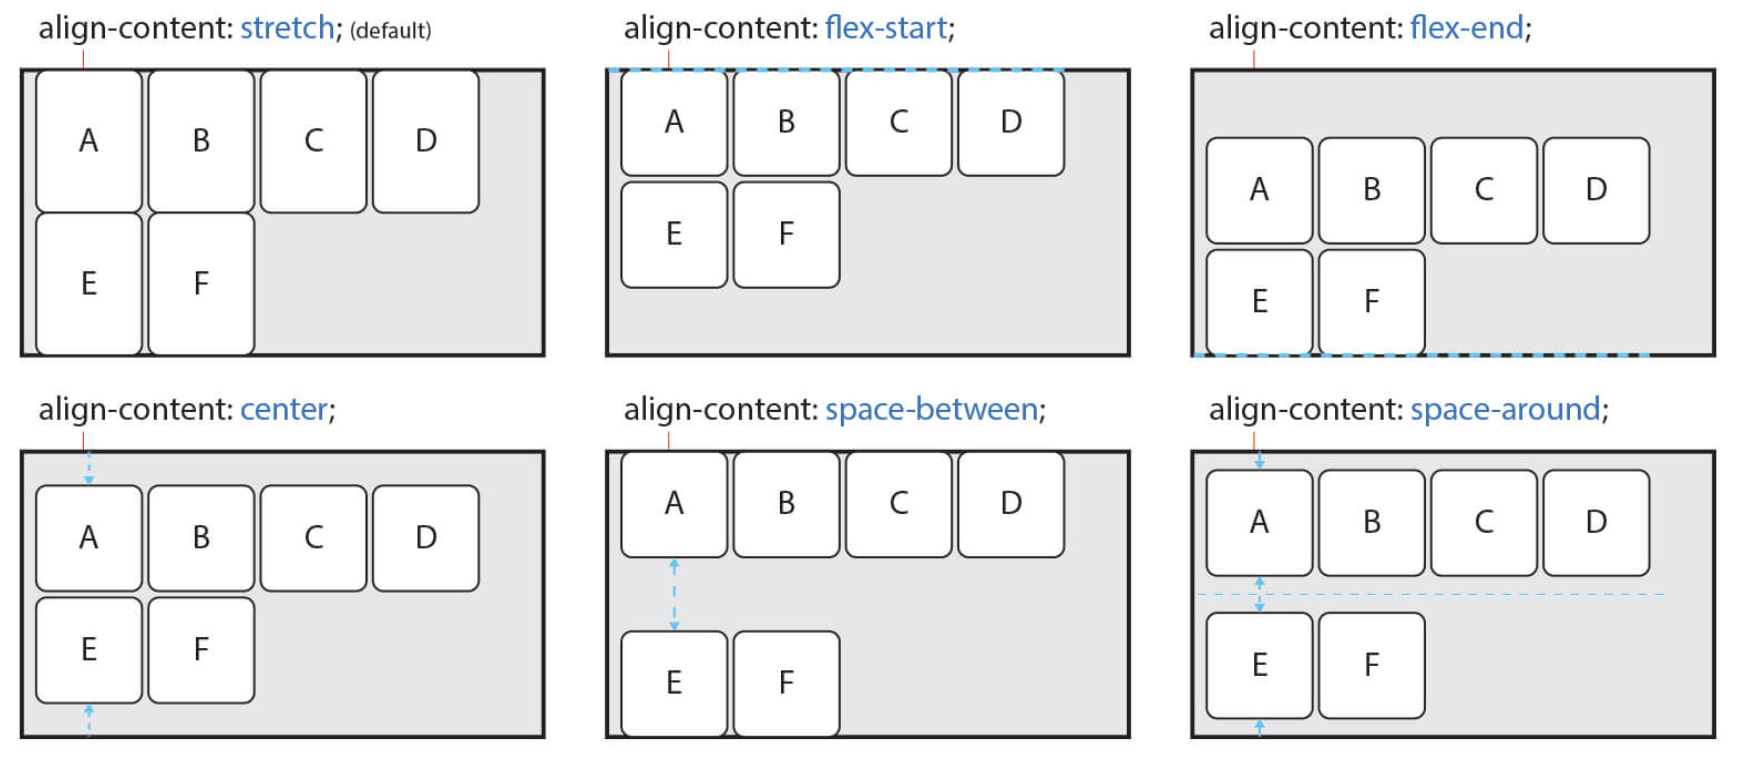 align-content: stretch; (default)
A B C D
E F
align-content: flex-start;
A B C D
E F
align-content: flex-end;
A B C D
E F
align-content: center;
A B C D
E F
align-content: space-between;
A B C D
E F
align-content: space-around;
A B C D
E F